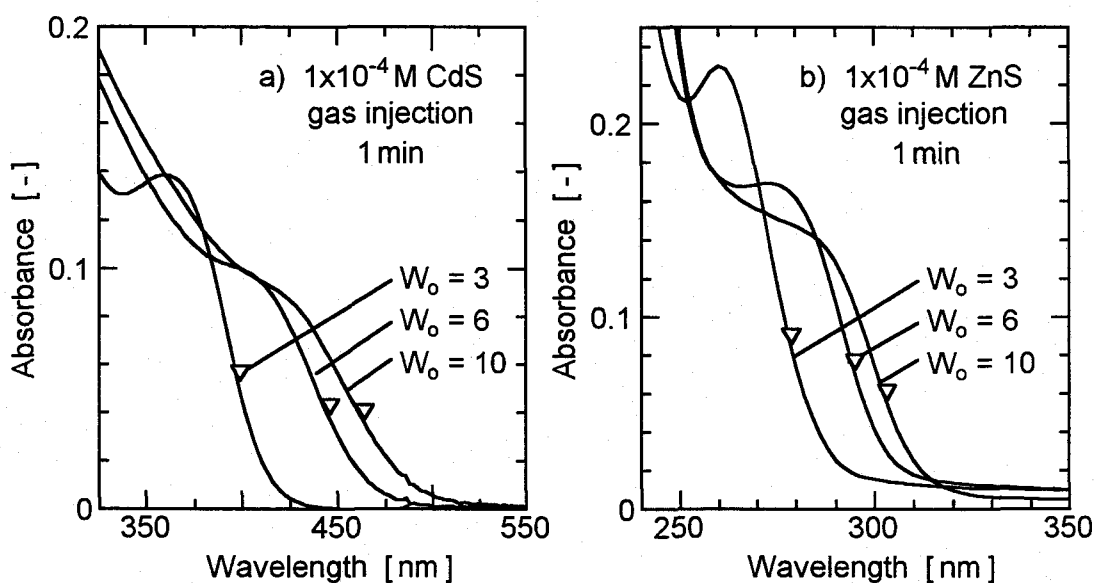 0.2
0.1
0
Absorbance [-]
a) 1x10⁻⁴ M CdS
gas injection
1 min
Wₒ = 3
Wₒ = 6
Wₒ = 10
350
450
550
Wavelength [nm]
0.2
0.1
0
Absorbance [-]
b) 1x10⁻⁴ M ZnS
gas injection
1 min
Wₒ = 3
Wₒ = 6
Wₒ = 10
250
300
350
Wavelength [nm]